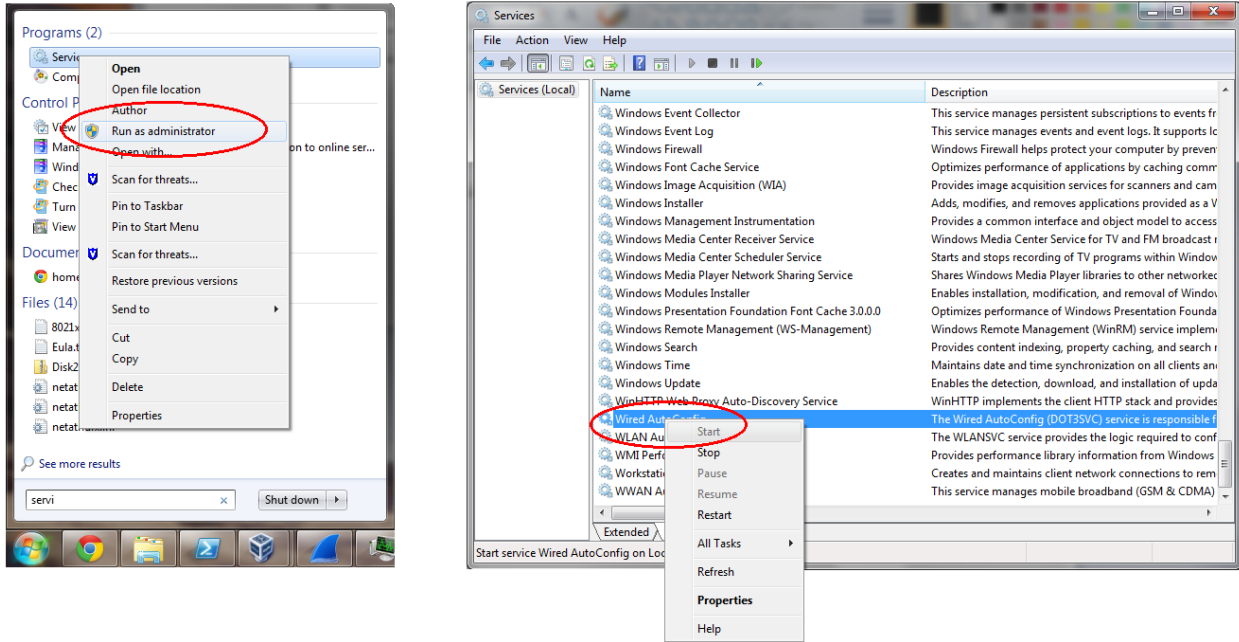 Programs (2)
Servic
Comp
Control P
View
Mana
on to online ser...
Wind
Chec
Turn
View
Documer
home
Files (14)
8021x
Eula.t
Disk2
netat
netat
See more results
servi
Shut down
Open
Open file location
Author
Run as administrator
Open with...
Scan for threats...
Pin to Taskbar
Pin to Start Menu
Scan for threats...
Restore previous versions
Send to
Cut
Copy
Delete
Properties
Services
File Action View Help
Services (Local)
Name Description
Windows Event Collector This service manages persistent subscriptions to events fr
Windows Event Log This service manages events and event logs. It supports lo
Windows Firewall Windows Firewall helps protect your computer by preven
Windows Font Cache Service Optimizes performance of applications by caching comm
Windows Image Acquisition (WIA) Provides image acquisition services for scanners and cam
Windows Installer Adds, modifies, and removes applications provided as a W
Windows Management Instrumentation Provides a common interface and object model to access
Windows Media Center Receiver Service Windows Media Center Service for TV and FM broadcast r
Windows Media Center Scheduler Service Starts and stops recording of TV programs within Window
Windows Media Player Network Sharing Service Shares Windows Media Player libraries to other networked
Windows Modules Installer Enables installation, modification, and removal of Window
Windows Presentation Foundation Font Cache 3.0.0.0 Optimizes performance of Windows Presentation Founda
Windows Remote Management (WS-Management) Windows Remote Management (WinRM) service impleme
Windows Search Provides content indexing, property caching, and search r
Windows Time Maintains date and time synchronization on all clients and
Windows Update Enables the detection, download, and installation of upda
WinHTTP Web Proxy Auto-Discovery Service WinHTTP implements the client HTTP stack and provides
Wired AutoConfig The Wired AutoConfig (DOT3SVC) service is responsible f
WLAN Au The WLANSVC service provides the logic required to conf
WMI Perfo Provides performance library information from Windows
Workstatio Creates and maintains client network connections to rem
WWAN Au This service manages mobile broadband (GSM & CDMA)
Extended
Start service Wired AutoConfig on Loc
Start
Stop
Pause
Resume
Restart
All Tasks
Refresh
Properties
Help